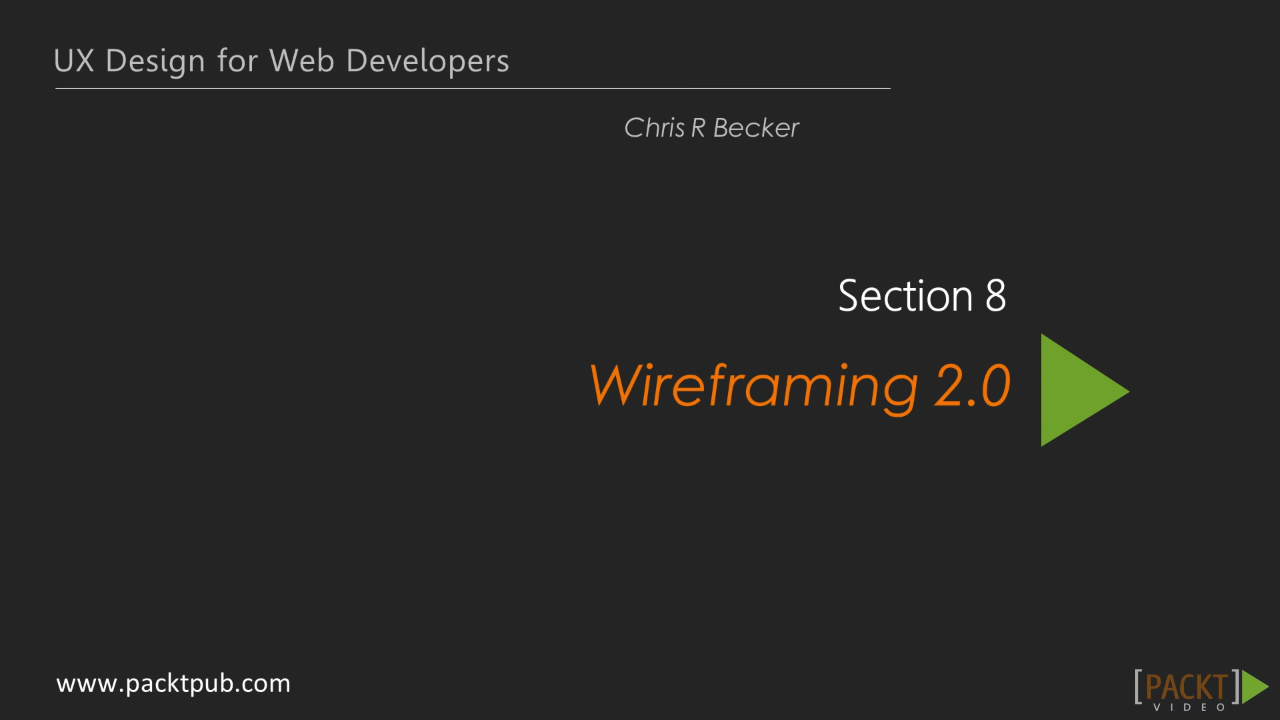 UX Design for Web Developers
Chris R Becker
Section 8
Wireframing 2.0
www.packtpub.com
[PACKT]
VIDEO